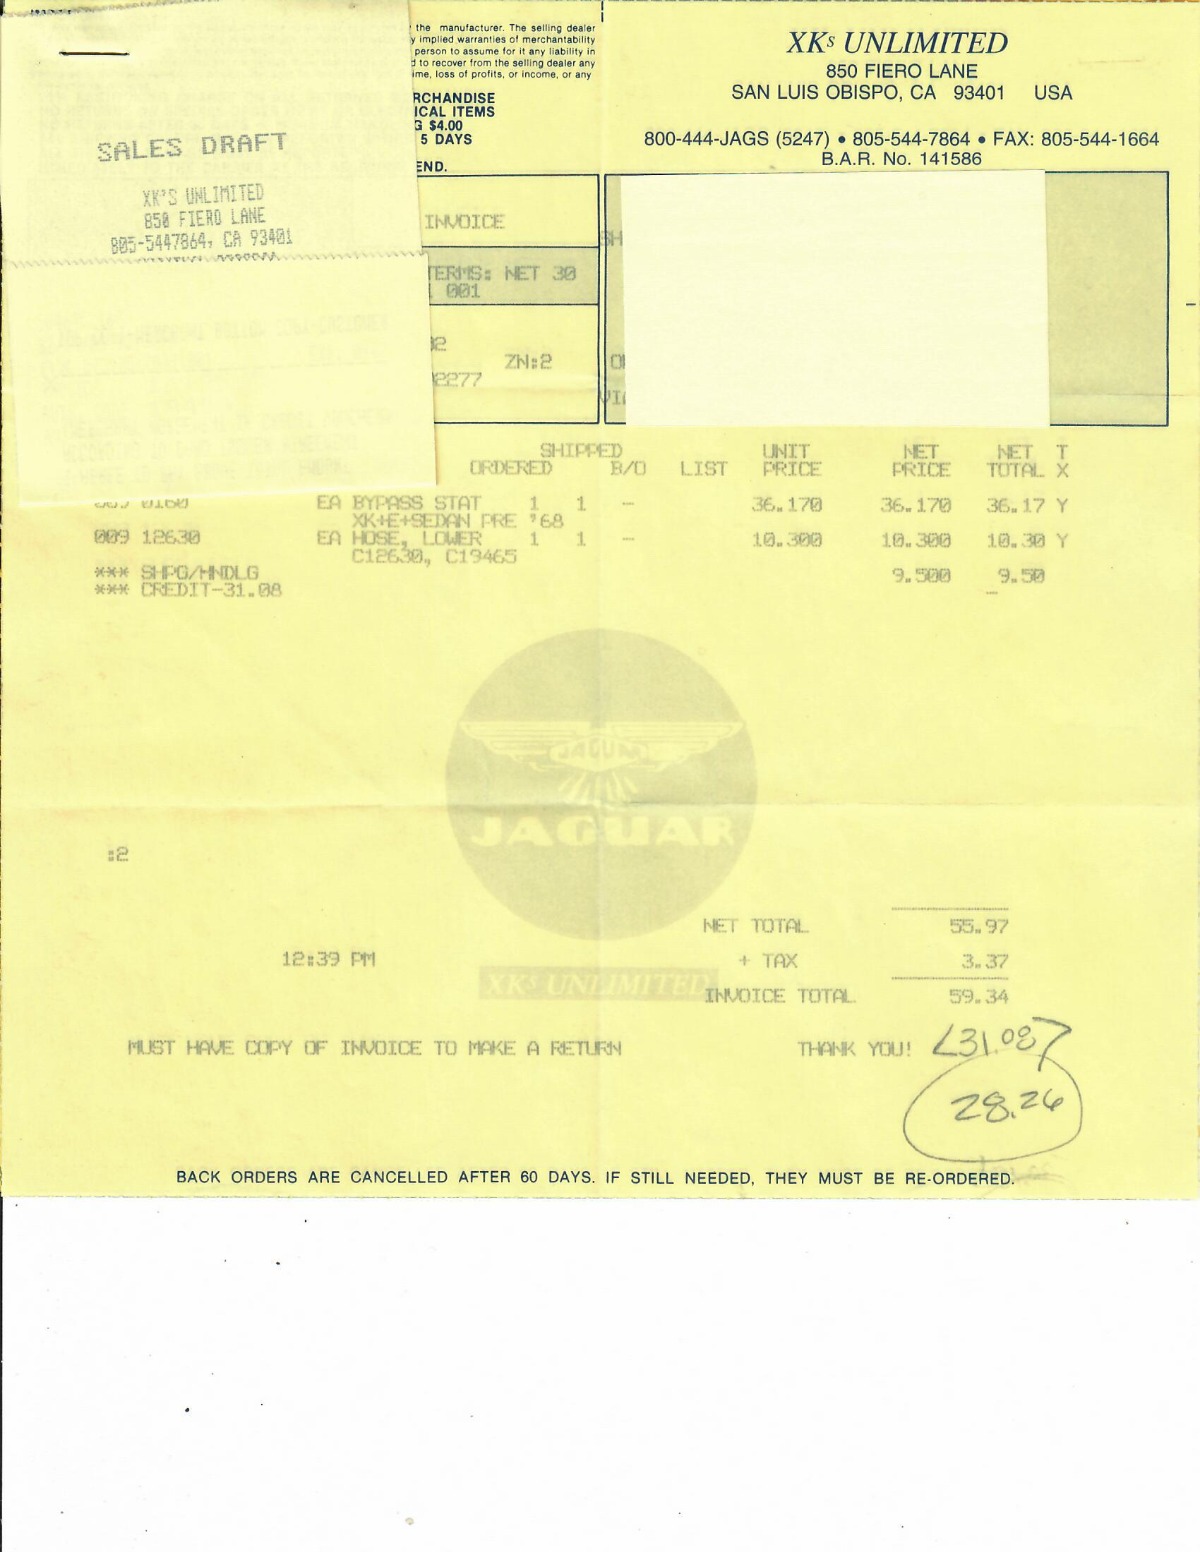 the manufacturer. The selling dealer
implied warranties of merchantability
person to assume for it any liability in
to recover from the selling dealer any
loss of profits, or income, or any
RCHANDISE
ICAL ITEMS
G $4.00
5 DAYS
END.
XKs UNLIMITED
850 FIERO LANE
SAN LUIS OBISPO, CA 93401 USA
800-444-JAGS (5247) • 805-544-7864 • FAX: 805-544-1664
B.A.R. No. 141586
SALES DRAFT
XK'S UNLIMITED
850 FIERO LANE
805-5447864, CA 93401
INVOICE
SH
TERMS: NET 30
001
ZN:2
2277
SHIPPED UNIT NET NET T
ORDERED B/O LIST PRICE PRICE TOTAL X
EA BYPASS STAT 1 1 - 36.170 36.170 36.17 Y
XK+E+SEDAN PRE '68
009 12630 EA HOSE, LOWER 1 1 - 10.300 10.300 10.30 Y
C12630, C19465
*** SHPG/HNDLG 9.500 9.50
*** CREDIT-31.08
JAGUAR
JAGUAR
:2
NET TOTAL 55.97
12:39 PM + TAX 3.37
XKs UNLIMITED
INVOICE TOTAL 59.34
MUST HAVE COPY OF INVOICE TO MAKE A RETURN THANK YOU! <31.08>
28.26
BACK ORDERS ARE CANCELLED AFTER 60 DAYS. IF STILL NEEDED, THEY MUST BE RE-ORDERED.